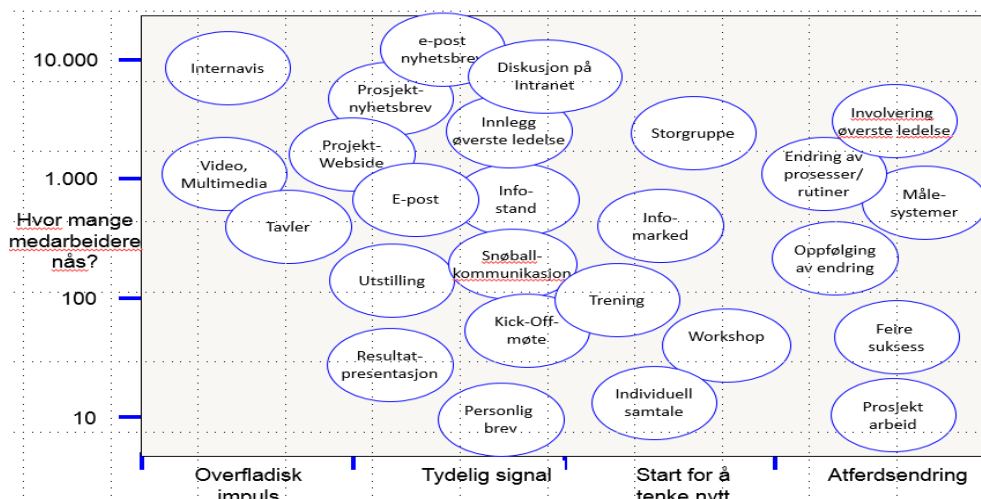 10.000
1.000
100
10
Hvor mange
medarbeidere
nås?
Internavis
e-post
nyhetsbrev
Diskusjon på
Intranet
Prosjekt-
nyhetsbrev
Innlegg
øverste ledelse
Storgruppe
Involvering
øverste ledelse
Projekt-
Webside
Video,
Multimedia
Endring av
prosesser/
rutiner
E-post
Info-
stand
Måle-
systemer
Tavler
Info-
marked
Oppfølging
av endring
Snøball-
kommunikasjon
Utstilling
Trening
Kick-Off-
møte
Workshop
Feire
suksess
Resultat-
presentasjon
Individuell
samtale
Personlig
brev
Prosjekt
arbeid
Overfladisk
impuls
Tydelig signal
Start for å
tenke nytt
Atferdsendring